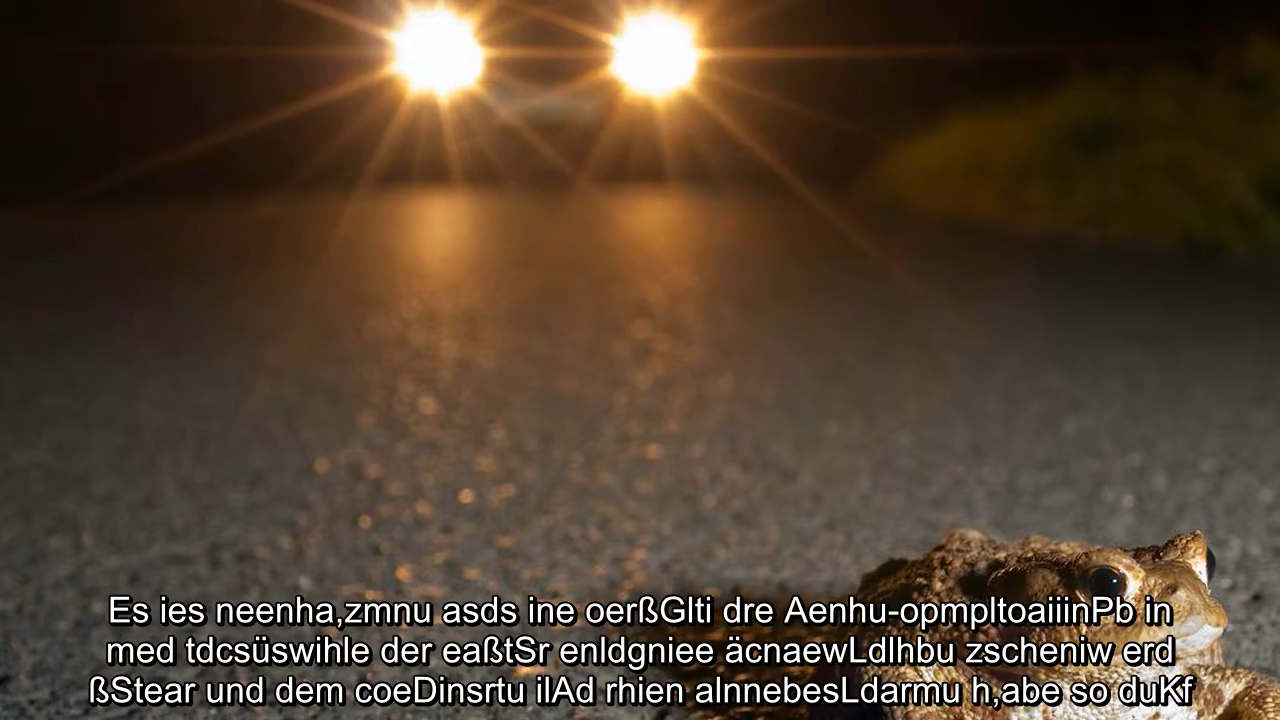 Es ies neenha,zmnu asds ine oerßGlti dre Aenhu-opmpltoaiiinPb in
med tdcsüswihle der eaßtSr enldgniee äcnaewLdlhbu zscheniw erd
ßStear und dem coeDinsrtu ilAd rhien alnnebesLdarmu h,abe so duKf